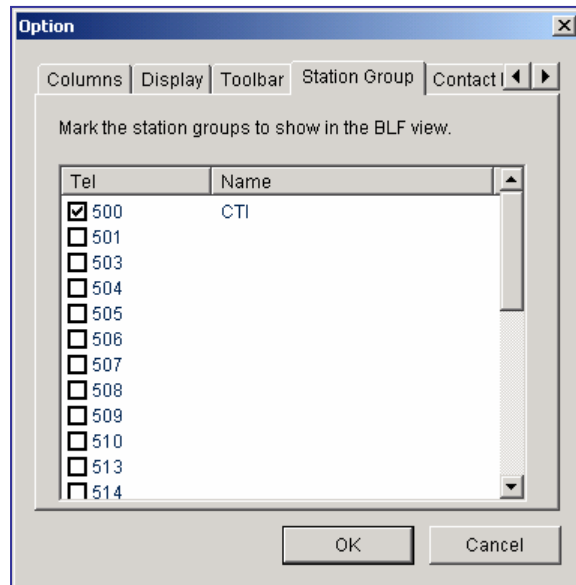 Option
Columns Display Toolbar Station Group Contact
Mark the station groups to show in the BLF view.
Tel Name
500 CTI
501
503
504
505
506
507
508
509
510
513
514
OK Cancel